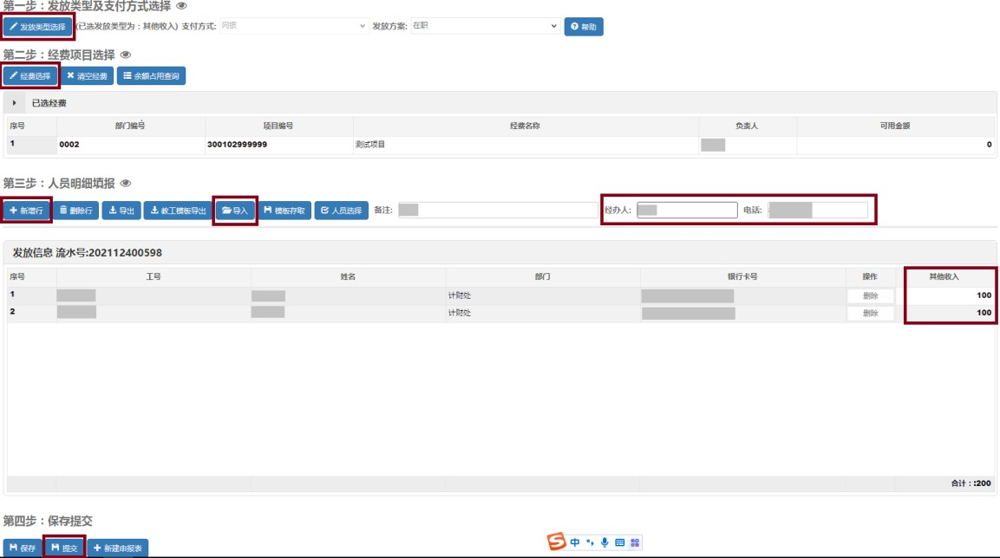 第一步：发放类型及支付方式选择
发放类型选择 (已选发放类型为：其他收入) 支付方式: 网银 发放方案: 在职 帮助
第二步：经费项目选择
经费选择 清空经费 余额占用查询
已选经费
序号 部门编号 项目编号 经费名称 负责人 可用金额
1 0002 300102999999 测试项目 0
第三步：人员明细填报
新增行 删除行 导出 教工模板导出 导入 模板存取 人员选择 备注: 经办人: 电话:
发放信息 流水号:202112400598
序号 工号 姓名 部门 银行卡号 操作 其他收入
1 计财处 删除 100
2 计财处 删除 100
合计：:200
第四步：保存提交
保存 提交 新建申报表
S 中